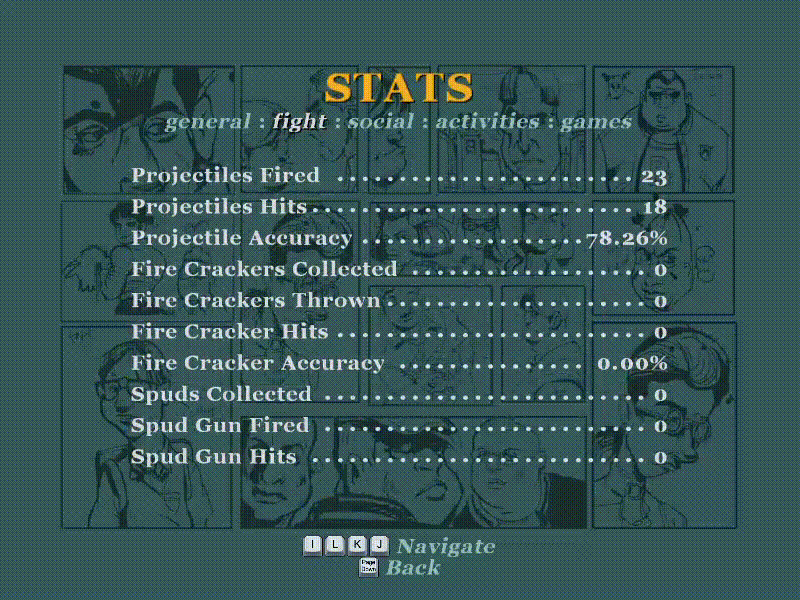 STATS
general : fight : social : activities : games
Projectiles Fired . . . . . . . . . . . . . . . . . . . . . . . . . 23
Projectiles Hits . . . . . . . . . . . . . . . . . . . . . . . . . . . 18
Projectile Accuracy . . . . . . . . . . . . . . . . . . . 78.26%
Fire Crackers Collected . . . . . . . . . . . . . . . . . . . . 0
Fire Crackers Thrown . . . . . . . . . . . . . . . . . . . . . . 0
Fire Cracker Hits . . . . . . . . . . . . . . . . . . . . . . . . . . 0
Fire Cracker Accuracy . . . . . . . . . . . . . . . . 0.00%
Spuds Collected . . . . . . . . . . . . . . . . . . . . . . . . . . . 0
Spud Gun Fired . . . . . . . . . . . . . . . . . . . . . . . . . . . 0
Spud Gun Hits . . . . . . . . . . . . . . . . . . . . . . . . . . . . 0
I L K J Navigate
Page Down Back